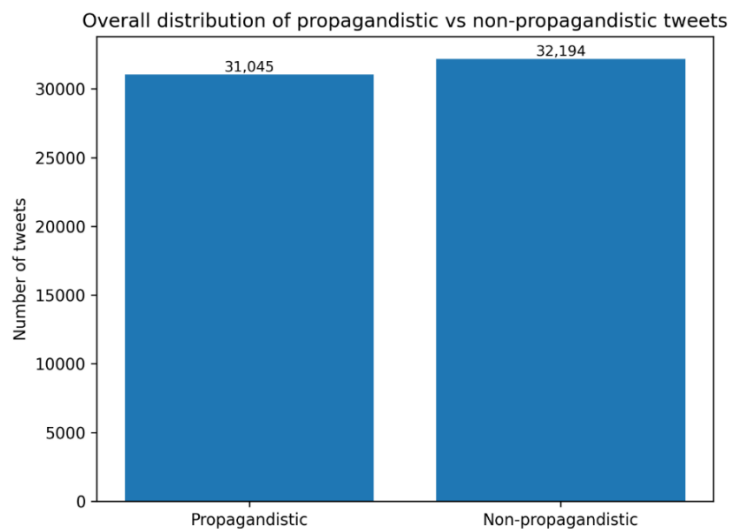 Overall distribution of propagandistic vs non-propagandistic tweets
31,045
32,194
30000
25000
20000
15000
10000
5000
0
Number of tweets
Propagandistic
Non-propagandistic